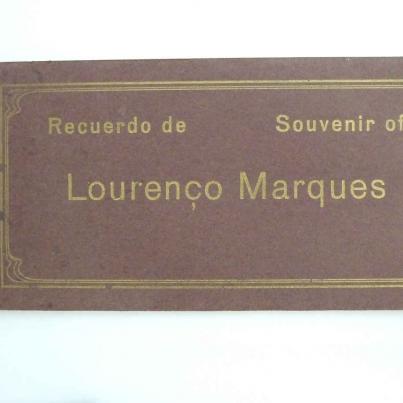 Recuerdo de Souvenir of
Lourenço Marques